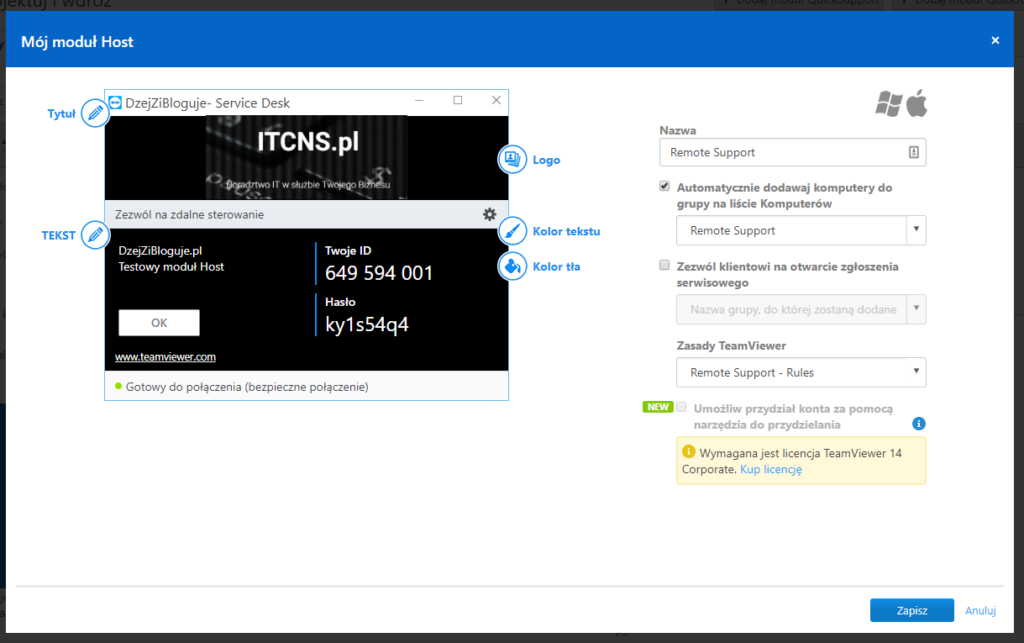 Mój moduł Host
×
Tytuł
DzejZiBloguje- Service Desk
ITCNS.pl
Doradztwo IT w służbie Twojego Biznesu
Logo
Zezwól na zdalne sterowanie
TEKST
Kolor tekstu
Kolor tła
DzejZiBloguje.pl
Testowy moduł Host
Twoje ID
649 594 001
Hasło
ky1s54q4
OK
www.teamviewer.com
Gotowy do połączenia (bezpieczne połączenie)
Nazwa
Remote Support
Automatycznie dodawaj komputery do
grupy na liście Komputerów
Remote Support
Zezwól klientowi na otwarcie zgłoszenia
serwisowego
Nazwa grupy, do której zostaną dodane
Zasady TeamViewer
Remote Support - Rules
NEW Umożliw przydział konta za pomocą
narzędzia do przydzielania
Wymagana jest licencja TeamViewer 14
Corporate. Kup licencję
Zapisz
Anuluj